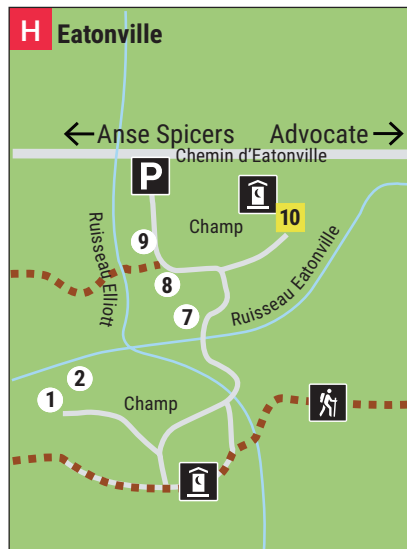 H Eatonville
← Anse Spicers Advocate →
Chemin d'Eatonville
P
10
Champ
9
Ruisseau Elliott
8
Ruisseau Eatonville
7
2
1
Champ